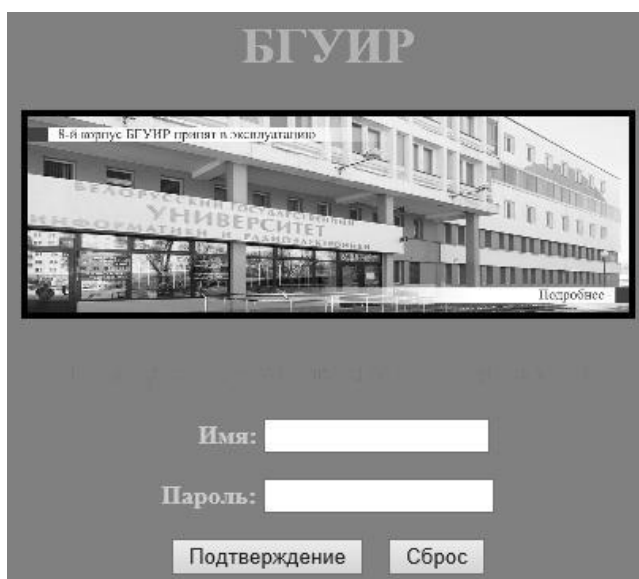 БГУИР
8-й корпус БГУИР принят в эксплуатацию
БЕЛОРУССКИЙ ГОСУДАРСТВЕННЫЙ
УНИВЕРСИТЕТ
ИНФОРМАТИКИ И РАДИОЭЛЕКТРОНИКИ
Подробнее
Имя:
Пароль:
Подтверждение Сброс